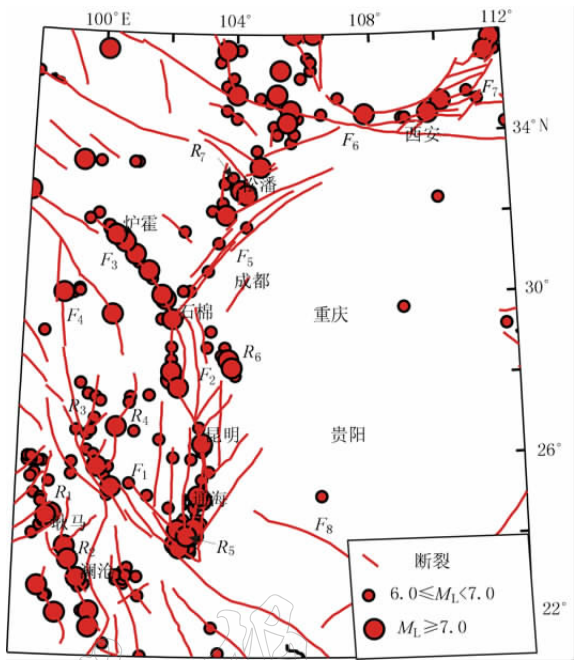 100°E 104° 108° 112°
F₇
34°N
西安
F₆
R₇
松潘
炉霍
F₃
F₅
成都
30°
石棉
重庆
F₄
R₆
F₂
R₃
R₄
昆明
贵阳
26°
F₁
R₁
通海
耿马
F₈
R₂
R₅
断裂
澜沧
6.0≤M_L<7.0
M_L≥7.0
22°